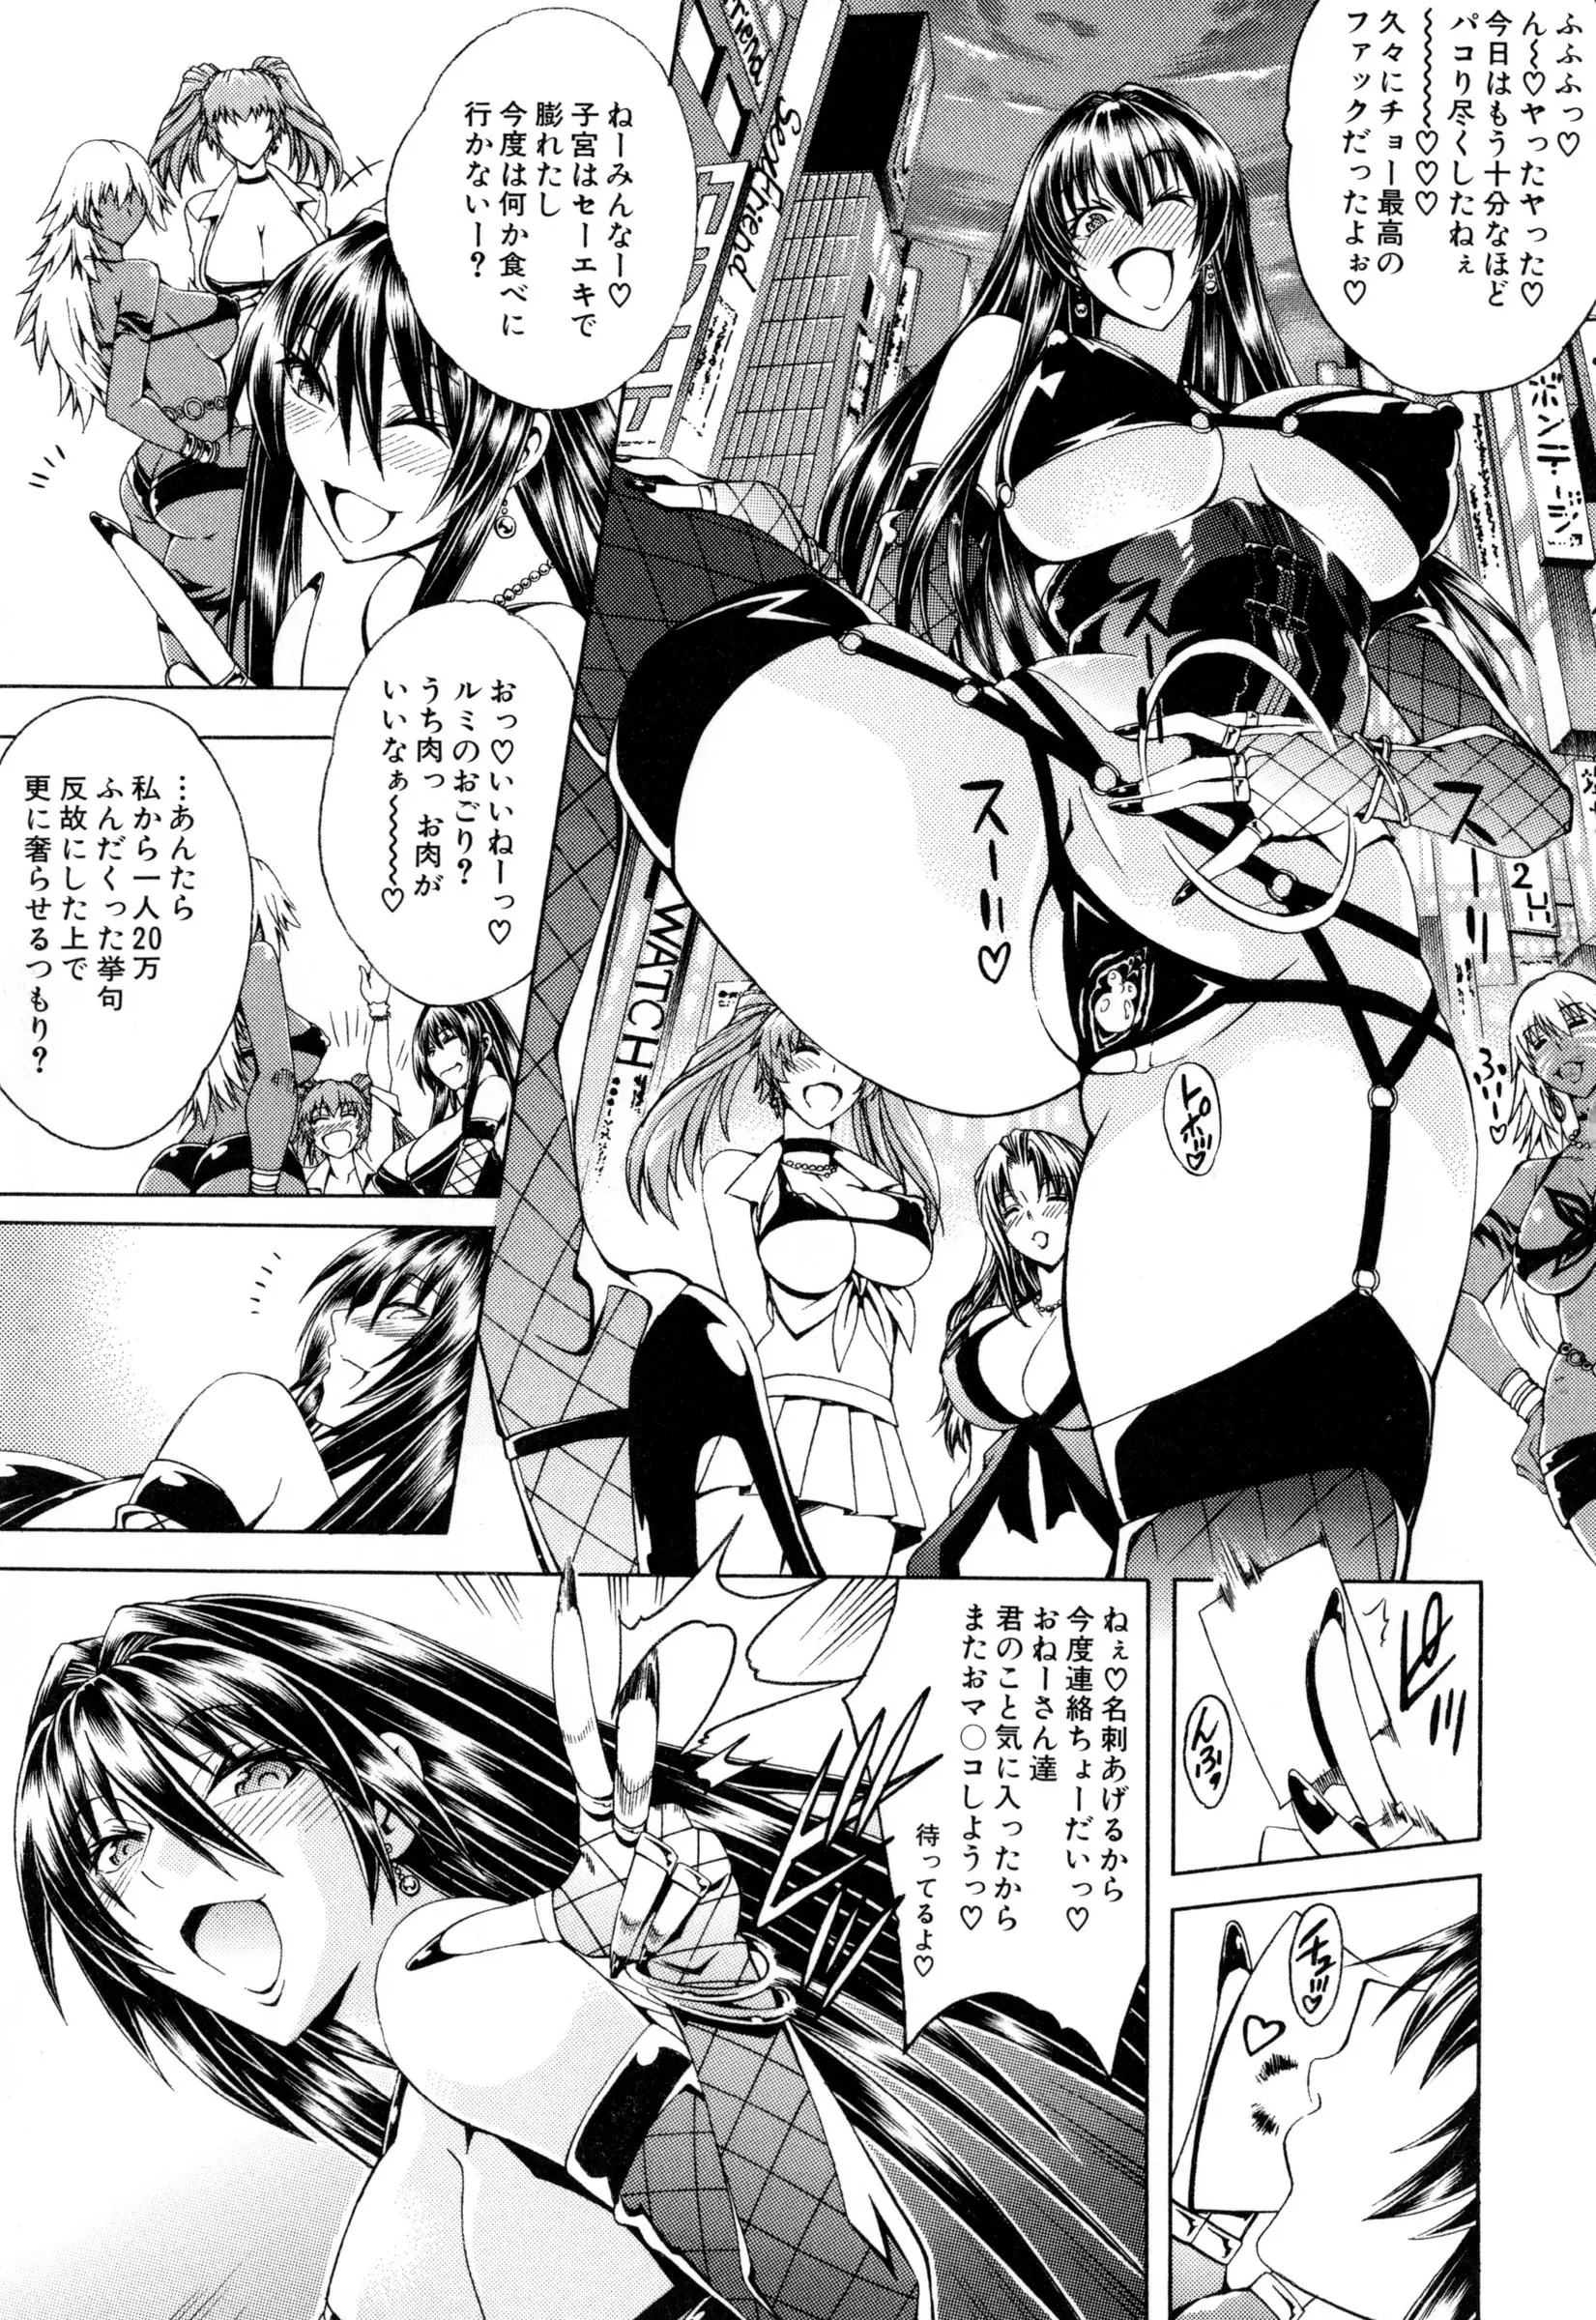 ふふふっ♡
ん～♡ヤったヤった♡
今日はもう十分なほど
パコり尽くしたねぇ
～～～～～♡♡♡
久々にチョー最高の
ファックだったよぉ♡
Tiend
Sexfriend
ボンテージ
ねーみんなー♡
子宮はセーエキで
膨れたし
今度は何か食べに
行かないー？
スー
スー
スー〃♡
WATCH
2H
トポッ♡
ふぅー♡
おっ♡いいねーっ♡
ルミのおごり？
うち肉っ お肉が
いいなぁ～～～～♡
…あんたら
私から一人20万
ふんだくった挙句
反故にした上で
更に奢らせるつもり？
んふっ
チュッ♡
ねぇ♡名刺あげるから
今度連絡ちょーだいっ♡
おねーさん達
君のこと気に入ったから
またおマ○コしようっ♡
待ってるよ♡